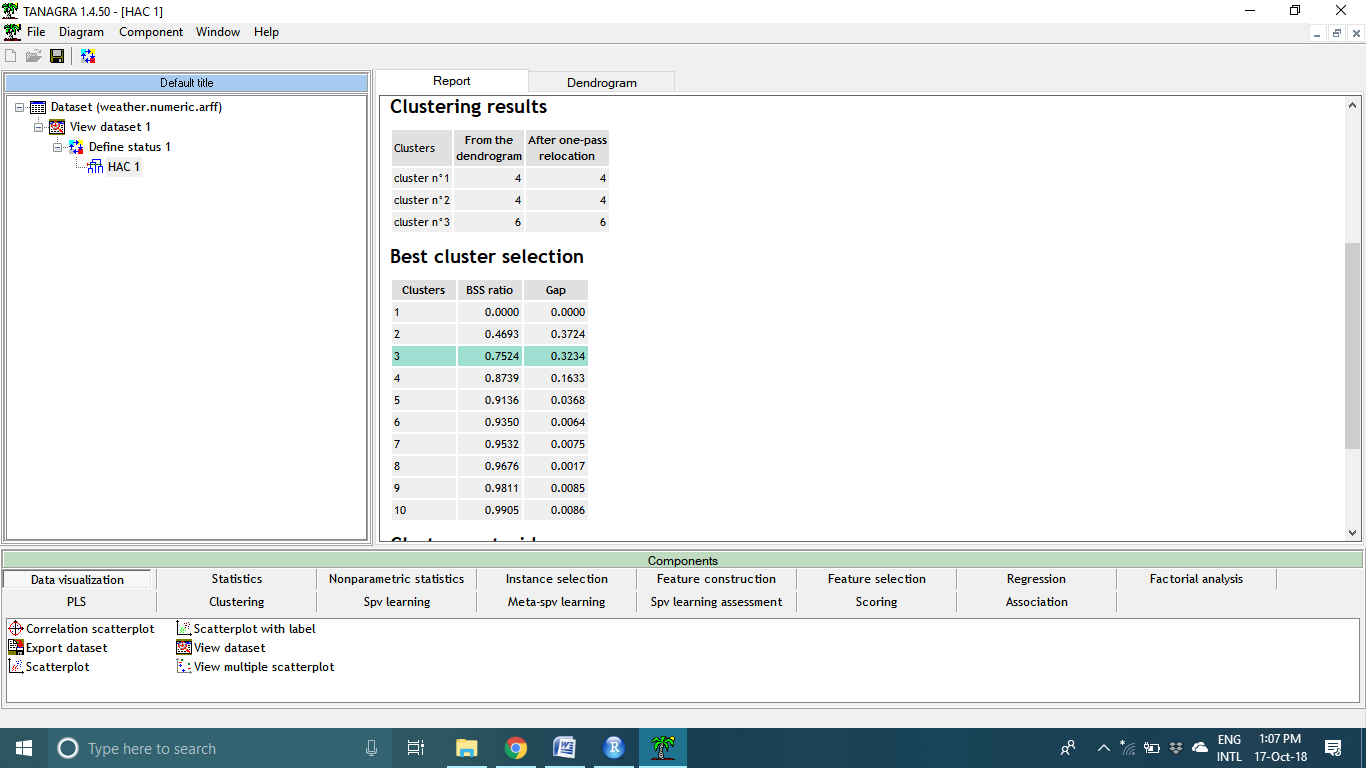 TANAGRA 1.4.50 - [HAC 1]
File Diagram Component Window Help
Default title
Dataset (weather.numeric.arff)
View dataset 1
Define status 1
HAC 1
Report Dendrogram
Clustering results
Clusters From the dendrogram After one-pass relocation
cluster n°1 4 4
cluster n°2 4 4
cluster n°3 6 6
Best cluster selection
Clusters BSS ratio Gap
1 0.0000 0.0000
2 0.4693 0.3724
3 0.7524 0.3234
4 0.8739 0.1633
5 0.9136 0.0368
6 0.9350 0.0064
7 0.9532 0.0075
8 0.9676 0.0017
9 0.9811 0.0085
10 0.9905 0.0086
Components
Data visualization Statistics Nonparametric statistics Instance selection Feature construction Feature selection Regression Factorial analysis
PLS Clustering Spv learning Meta-spv learning Spv learning assessment Scoring Association
Correlation scatterplot Scatterplot with label
Export dataset View dataset
Scatterplot View multiple scatterplot
Type here to search
ENG 1:07 PM
INTL 17-Oct-18